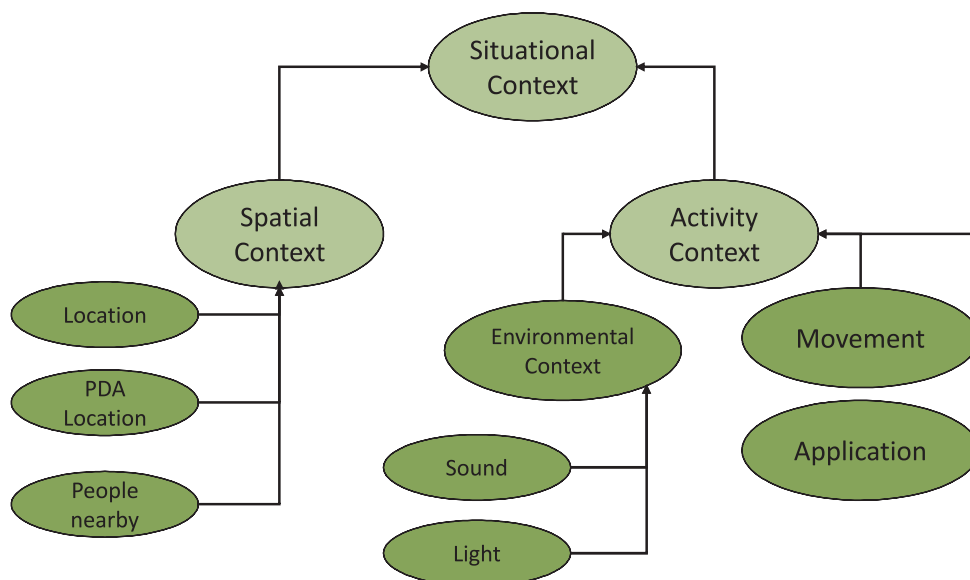 Situational
Context
Spatial
Context
Activity
Context
Location
PDA
Location
People
nearby
Environmental
Context
Sound
Light
Movement
Application